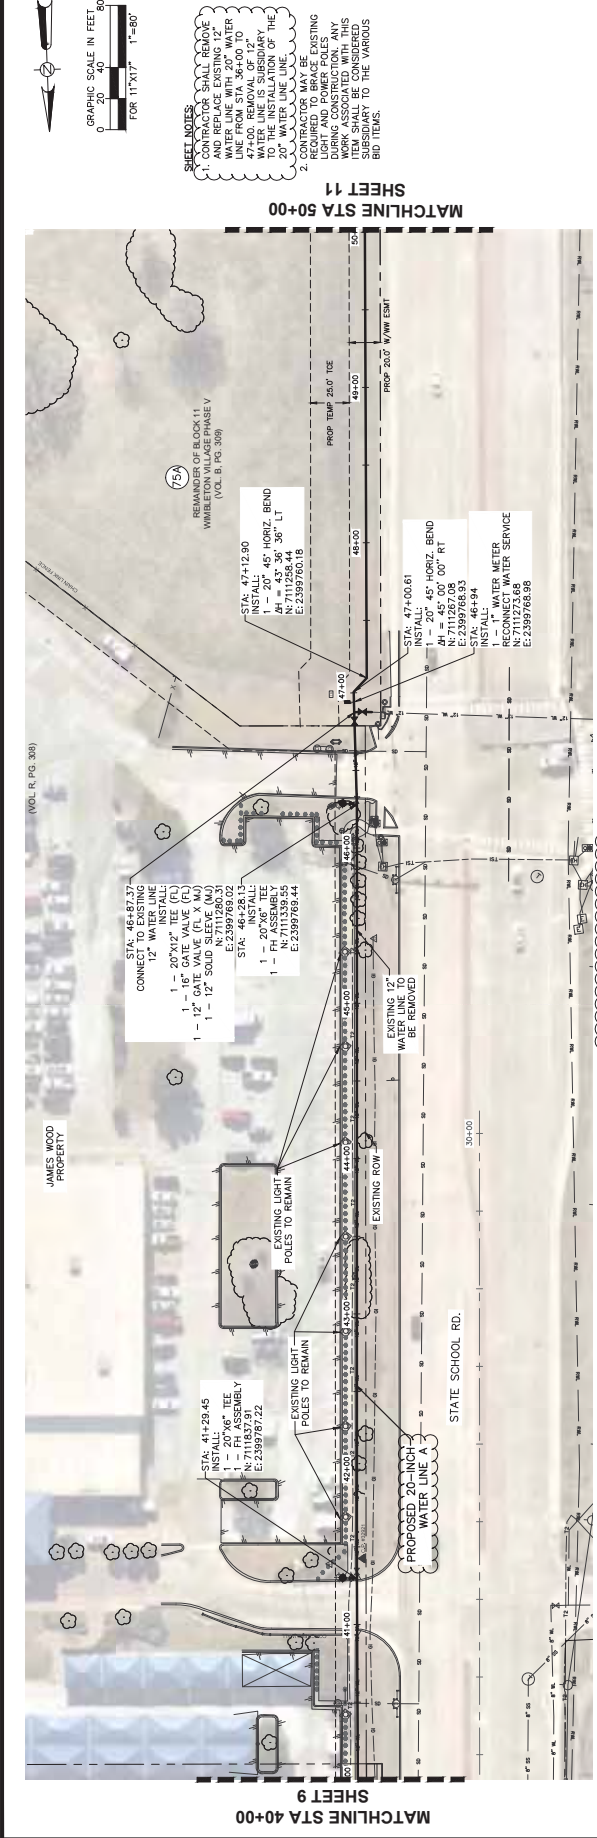 GRAPHIC SCALE IN FEET
0 20 40 80
FOR 11"X17" 1"=80'
SHEET NOTES:
1. CONTRACTOR SHALL REMOVE
AND REPLACE EXISTING 12"
WATER LINE WITH 20" WATER
LINE FROM STA 36+00 TO
47+00. REMOVAL OF 12"
WATER LINE IS SUBSIDIARY
TO THE INSTALLATION OF THE
20" WATER LINE LINE.
2. CONTRACTOR MAY BE
REQUIRED TO BRACE EXISTING
LIGHT AND POWER POLES
DURING CONSTRUCTION. ANY
WORK ASSOCIATED WITH THIS
ITEM SHALL BE CONSIDERED
SUBSIDIARY TO THE VARIOUS
BID ITEMS.
MATCHLINE STA 50+00
SHEET 11
(VOL R, PG. 308)
JAMES WOOD
PROPERTY
75A
REMAINDER OF BLOCK 11
WIMBLETON VILLAGE PHASE V
(VOL. B, PG. 309)
CHAIN LINK FENCE
PROP TEMP 25.0' TCE
PROP 20.0' W/WW ESMT
STA: 47+12.90
INSTALL:
1 - 20" 45° HORIZ. BEND
ΔH = 43° 36' 36" LT
N: 7111258.44
E: 2399760.18
STA: 47+00.61
INSTALL:
1 - 20" 45° HORIZ. BEND
ΔH = 45° 00' 00" RT
N: 7111267.08
E: 2399768.93
STA: 46+94
INSTALL:
1 - 1" WATER METER
RECONNECT WATER SERVICE
N: 7111273.68
E: 2399768.98
STA: 46+87.37
CONNECT TO EXISTING
12" WATER LINE
INSTALL:
1 - 20"X12" TEE (FL)
1 - 16" GATE VALVE (FL)
1 - 12" GATE VALVE (FL X MJ)
1 - 12" SOLID SLEEVE (MJ)
N: 7111280.31
E: 2399769.02
STA: 46+28.13
INSTALL:
1 - 20"X6" TEE
1 - FH ASSEMBLY
N: 7111339.55
E: 2399769.44
EXISTING 12"
WATER LINE TO
BE REMOVED
EXISTING LIGHT
POLES TO REMAIN
EXISTING LIGHT
POLES TO REMAIN
EXISTING ROW
STA: 41+29.45
INSTALL:
1 - 20"X6" TEE
1 - FH ASSEMBLY
N: 7111837.91
E: 2399787.22
PROPOSED 20-INCH
WATER LINE A
STATE SCHOOL RD.
30+00
41+00
42+00
43+00
44+00
45+00
46+00
47+00
48+00
49+00
50
MATCHLINE STA 40+00
SHEET 9